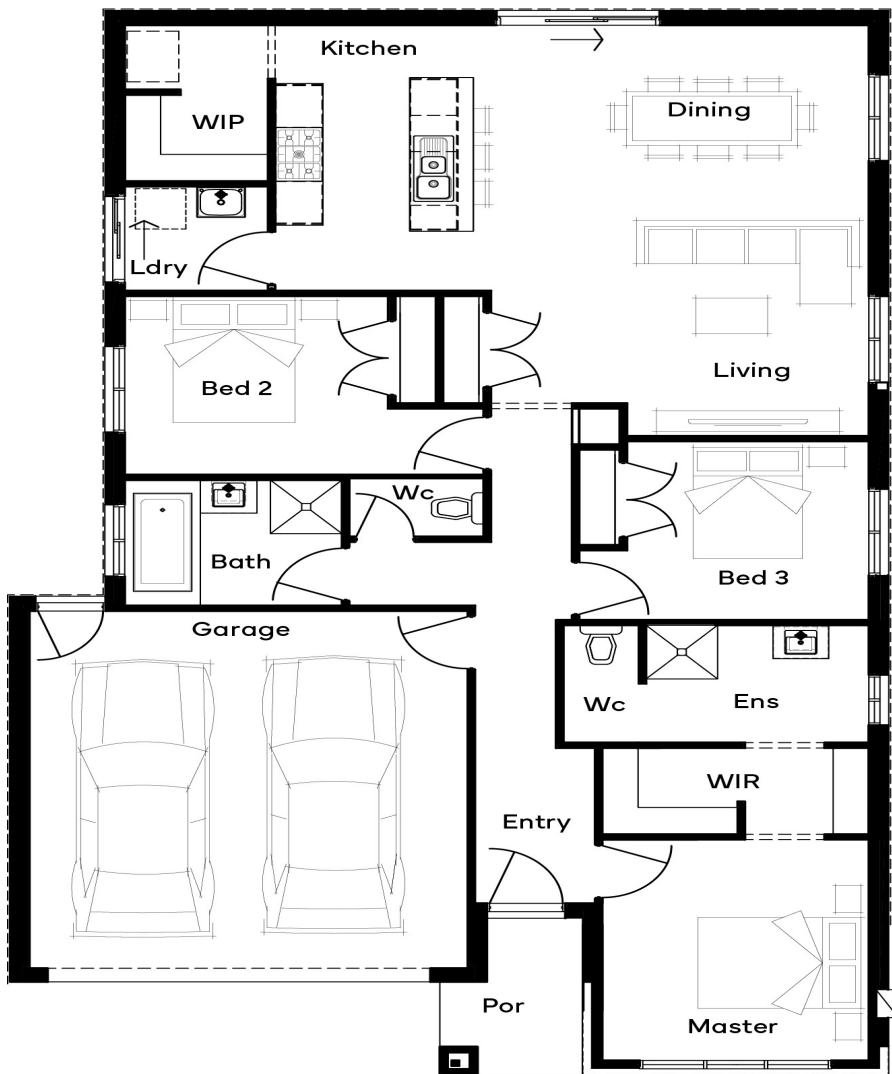 Kitchen
WIP
Dining
Ldry
Living
Bed 2
Wc
Bath
Bed 3
Garage
Wc
Ens
WIR
Entry
Por
Master